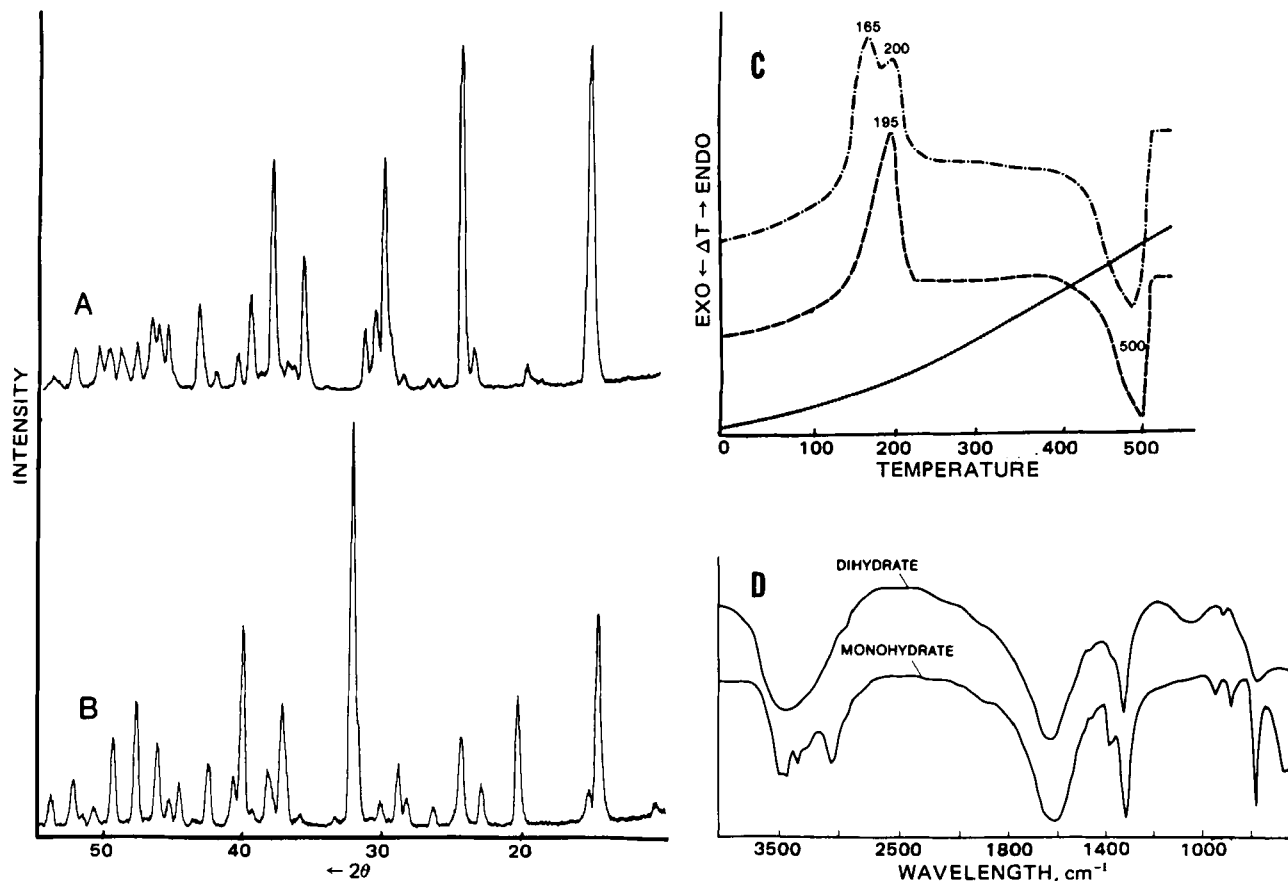 INTENSITY
A
B
50 40 30 20
← 2θ
C
165
200
195
500
EXO ← ΔT → ENDO
0 100 200 300 400 500
TEMPERATURE
D
DIHYDRATE
MONOHYDRATE
3500 2500 1800 1400 1000
WAVELENGTH, cm⁻¹